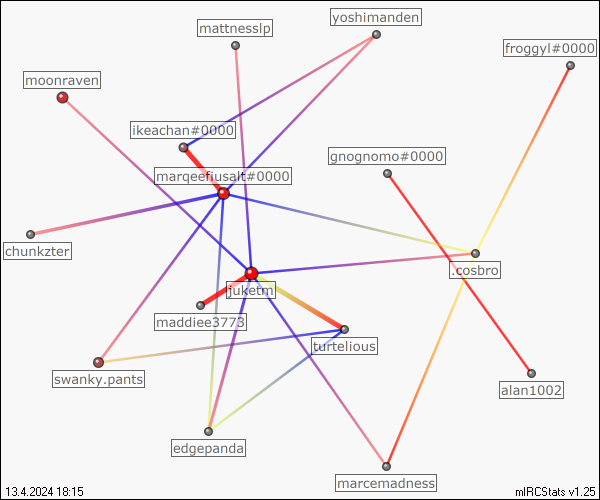 yoshimanden
mattnesslp
froggyl#0000
moonraven
ikeachan#0000
gnognomo#0000
marqeefiusalt#0000
chunkzter
.cosbro
juketm
maddiee3773
turtelious
swanky.pants
alan1002
edgepanda
marcemadness
13.4.2024 18:15
mIRCStats v1.25